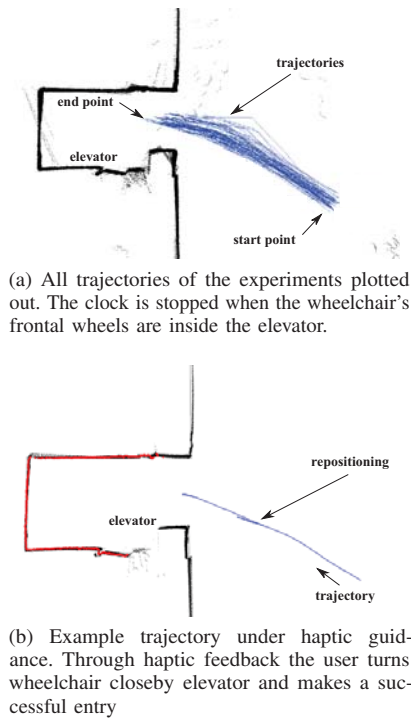 trajectories
end point
elevator
start point
(a) All trajectories of the experiments plotted
out. The clock is stopped when the wheelchair's
frontal wheels are inside the elevator.
repositioning
elevator
trajectory
(b) Example trajectory under haptic guid-
ance. Through haptic feedback the user turns
wheelchair closeby elevator and makes a suc-
cessful entry